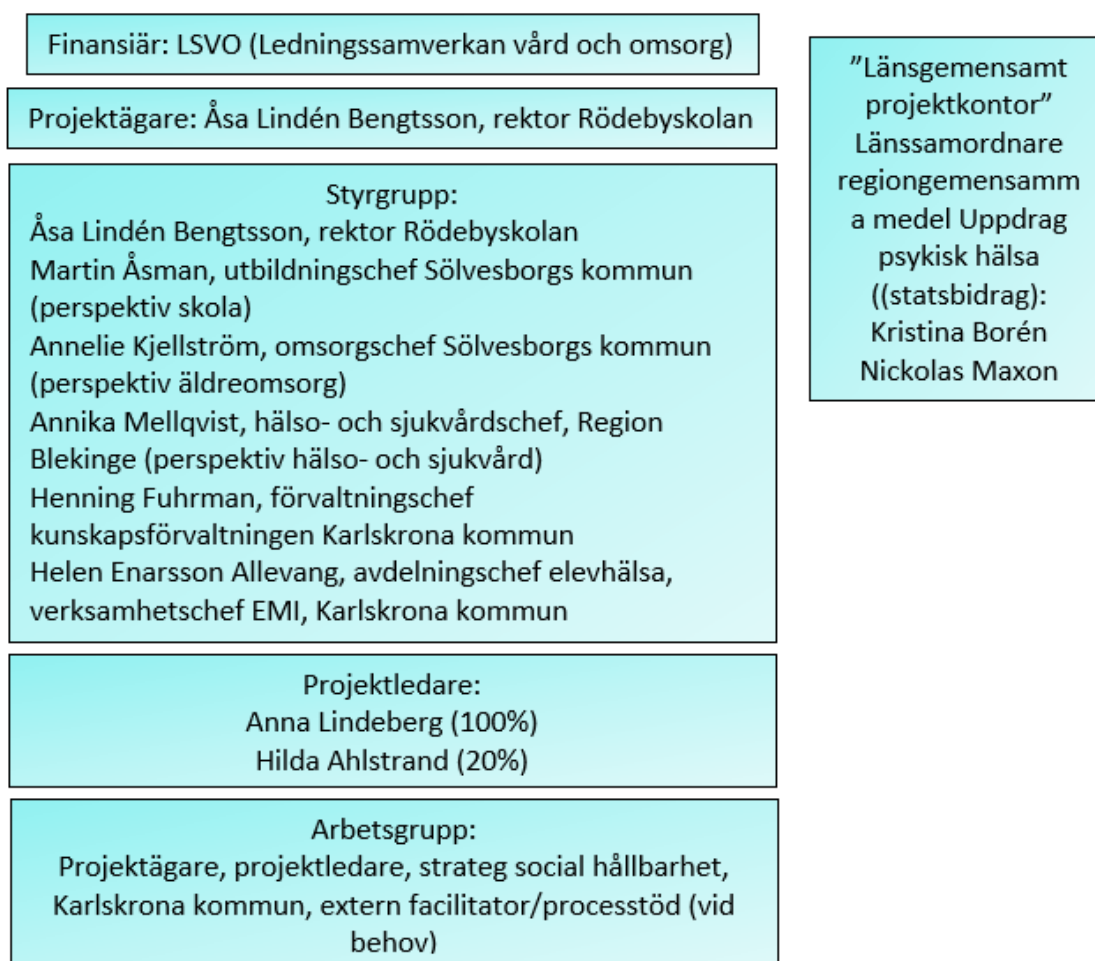 Finansiär: LSVO (Ledningssamverkan vård och omsorg)
Projektägare: Åsa Lindén Bengtsson, rektor Rödebyskolan
Styrgrupp:
Åsa Lindén Bengtsson, rektor Rödebyskolan
Martin Åsman, utbildningschef Sölvesborgs kommun
(perspektiv skola)
Annelie Kjellström, omsorgschef Sölvesborgs kommun
(perspektiv äldreomsorg)
Annika Mellqvist, hälso- och sjukvårdschef, Region
Blekinge (perspektiv hälso- och sjukvård)
Henning Fuhrman, förvaltningschef
kunskapsförvaltningen Karlskrona kommun
Helen Enarsson Allevang, avdelningschef elevhälsa,
verksamhetschef EMI, Karlskrona kommun
Projektledare:
Anna Lindeberg (100%)
Hilda Ahlstrand (20%)
Arbetsgrupp:
Projektägare, projektledare, strateg social hållbarhet,
Karlskrona kommun, extern facilitator/processtöd (vid
behov)
”Länsgemensamt
projektkontor”
Länssamordnare
regiongemensamm
a medel Uppdrag
psykisk hälsa
((statsbidrag):
Kristina Borén
Nickolas Maxon